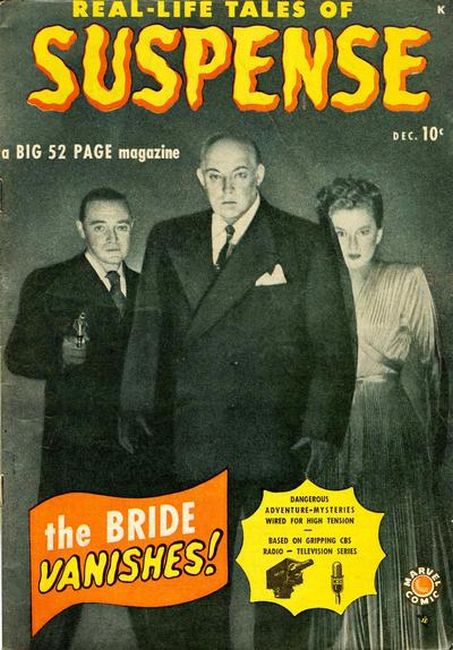 REAL-LIFE TALES OF
K
SUSPENSE
DEC. 10¢
a BIG 52 PAGE magazine
the BRIDE
VANISHES!
DANGEROUS
ADVENTURE-MYSTERIES
WIRED FOR HIGH TENSION
—
BASED ON GRIPPING CBS
RADIO — TELEVISION SERIES
MARVEL
COMIC